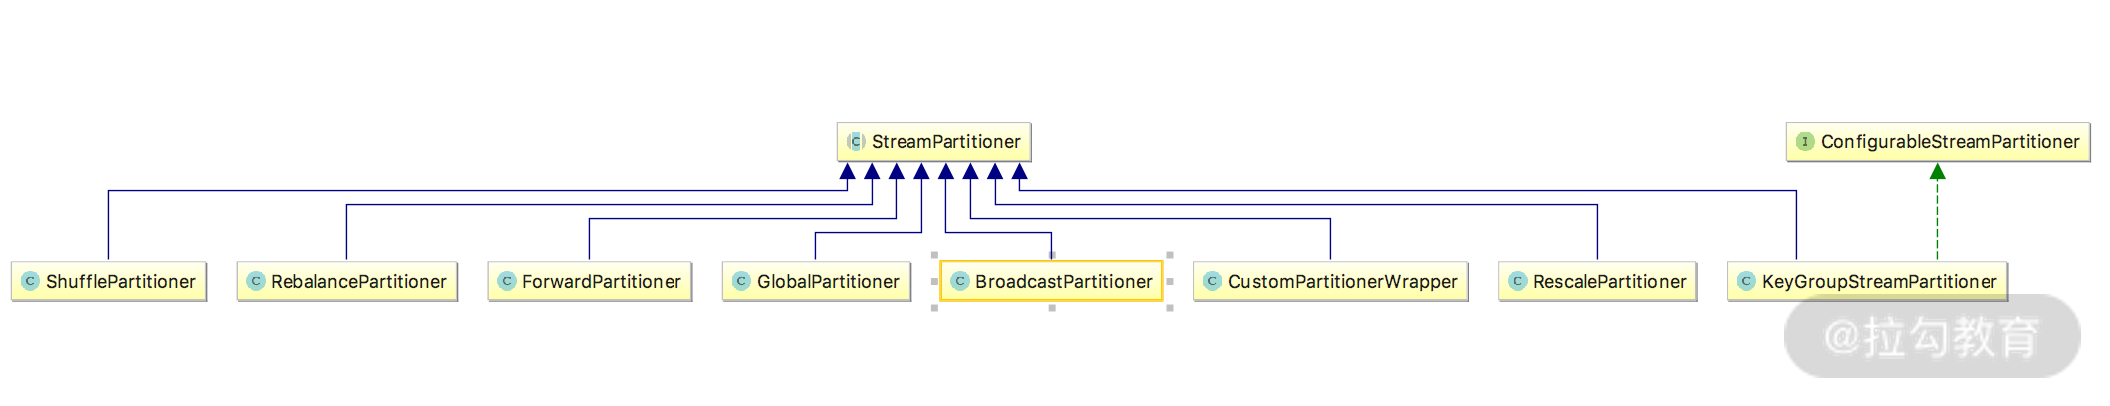 StreamPartitioner
ConfigurableStreamPartitioner
ShufflePartitioner
RebalancePartitioner
ForwardPartitioner
GlobalPartitioner
BroadcastPartitioner
CustomPartitionerWrapper
RescalePartitioner
KeyGroupStreamPartitioner
@拉勾教育